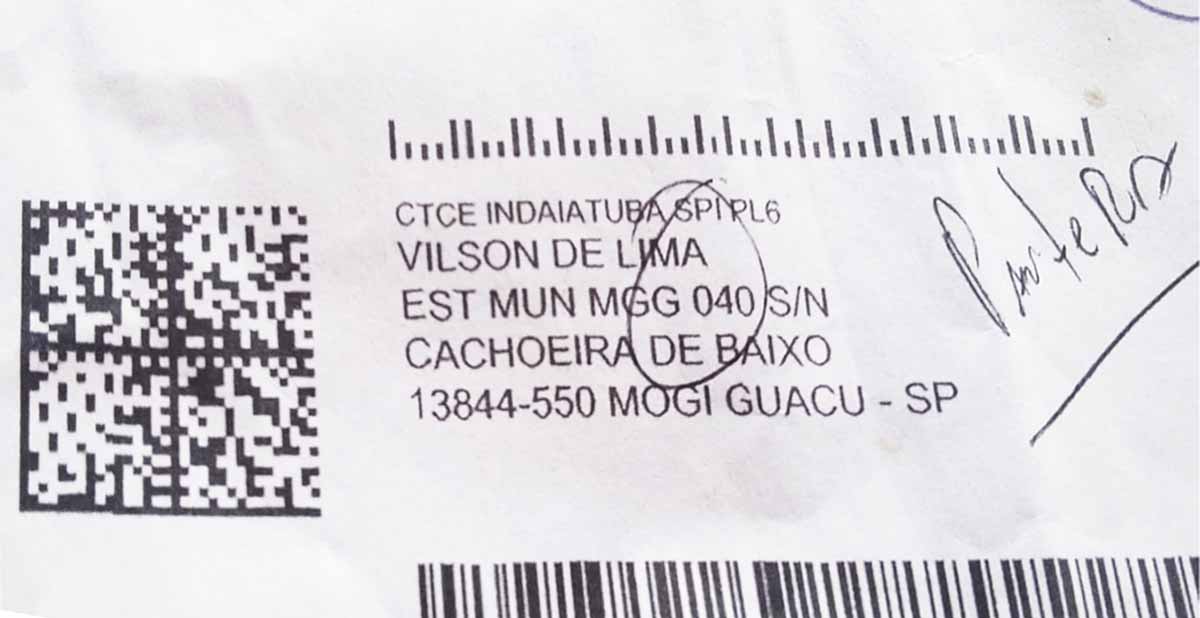 CTCE INDAIATUBA SPI PL6
VILSON DE LIMA
EST MUN MGG 040 S/N
CACHOEIRA DE BAIXO
13844-550 MOGI GUACU - SP